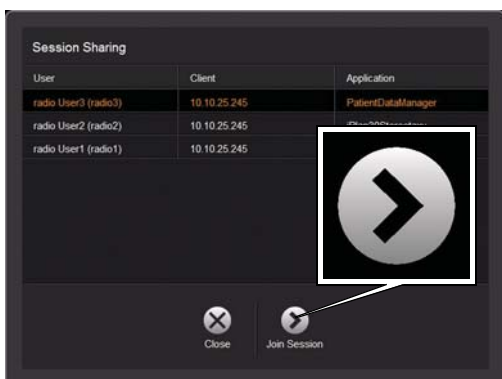 Session Sharing
User Client Application
radio User3 (radio3) 10.10.25.245 PatientDataManager
radio User2 (radio2) 10.10.25.245
radio User1 (radio1) 10.10.25.245
Close Join Session